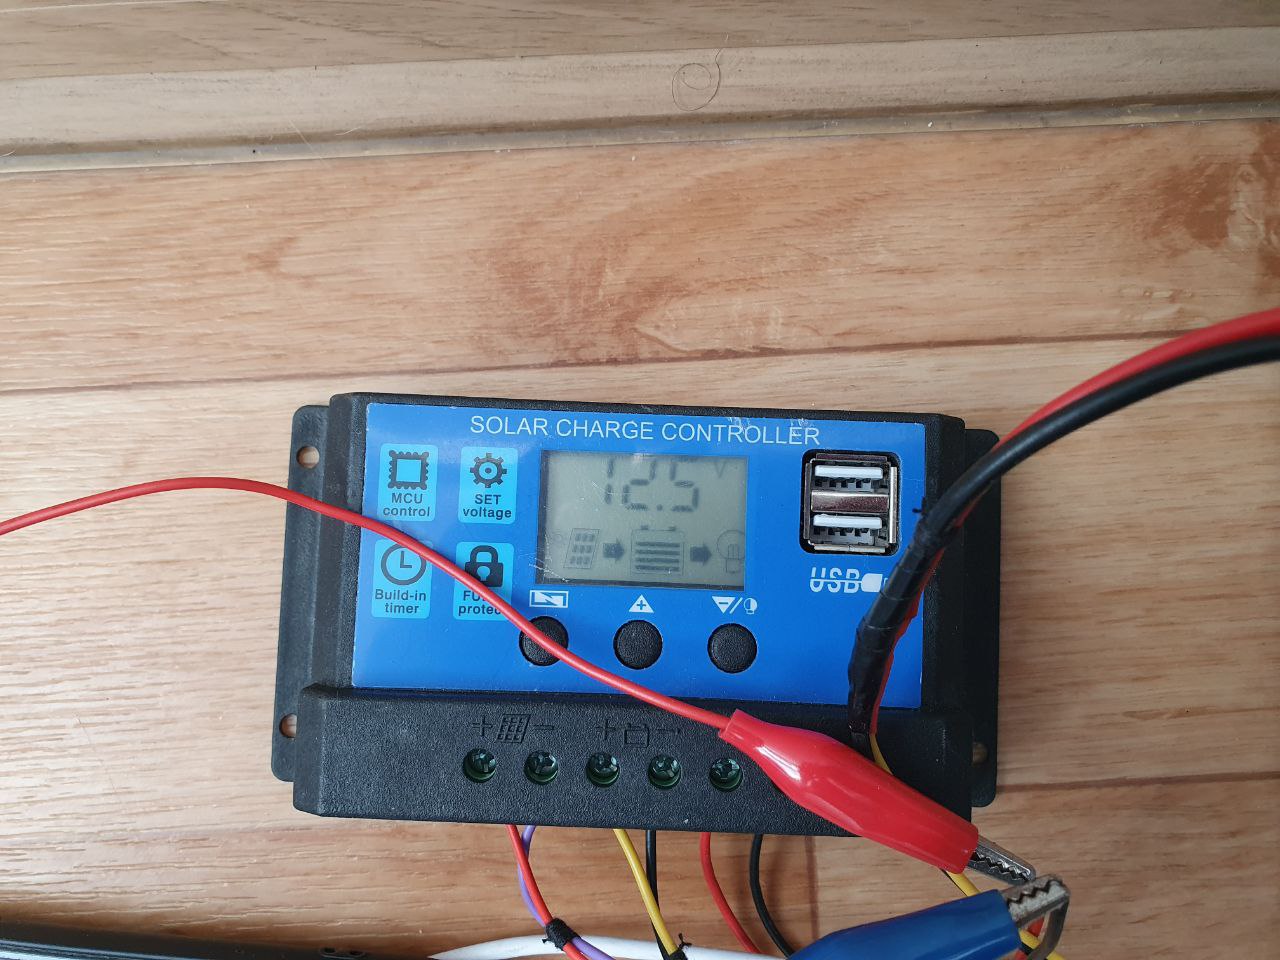 SOLAR CHARGE CONTROLLER
12.5 V
MCU
control
SET
voltage
Build-in
timer
USB
+ -
+ -